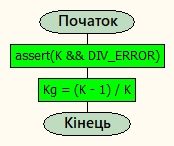 Початок
assert(K && DIV_ERROR)
Kg = (K - 1) / K
Кінець